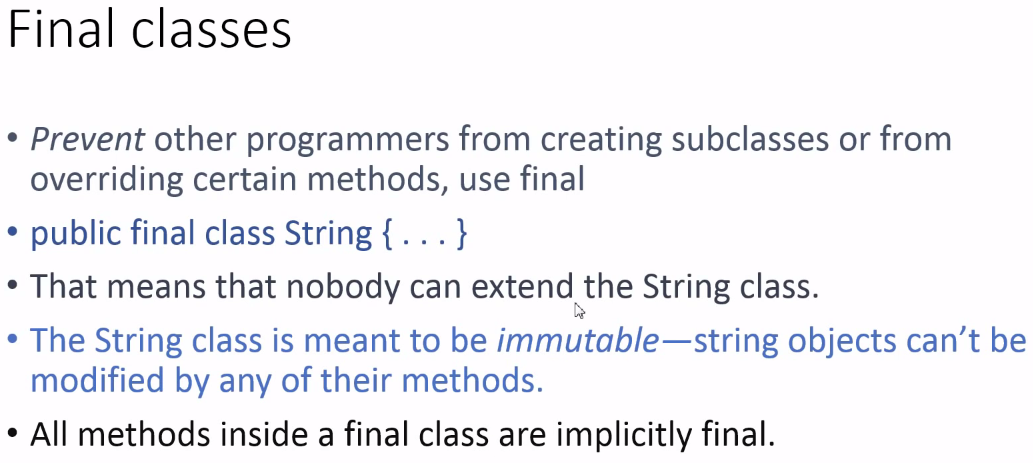 Final classes
• Prevent other programmers from creating subclasses or from
overriding certain methods, use final
• public final class String { . . . }
• That means that nobody can extend the String class.
• The String class is meant to be immutable—string objects can’t be
modified by any of their methods.
• All methods inside a final class are implicitly final.